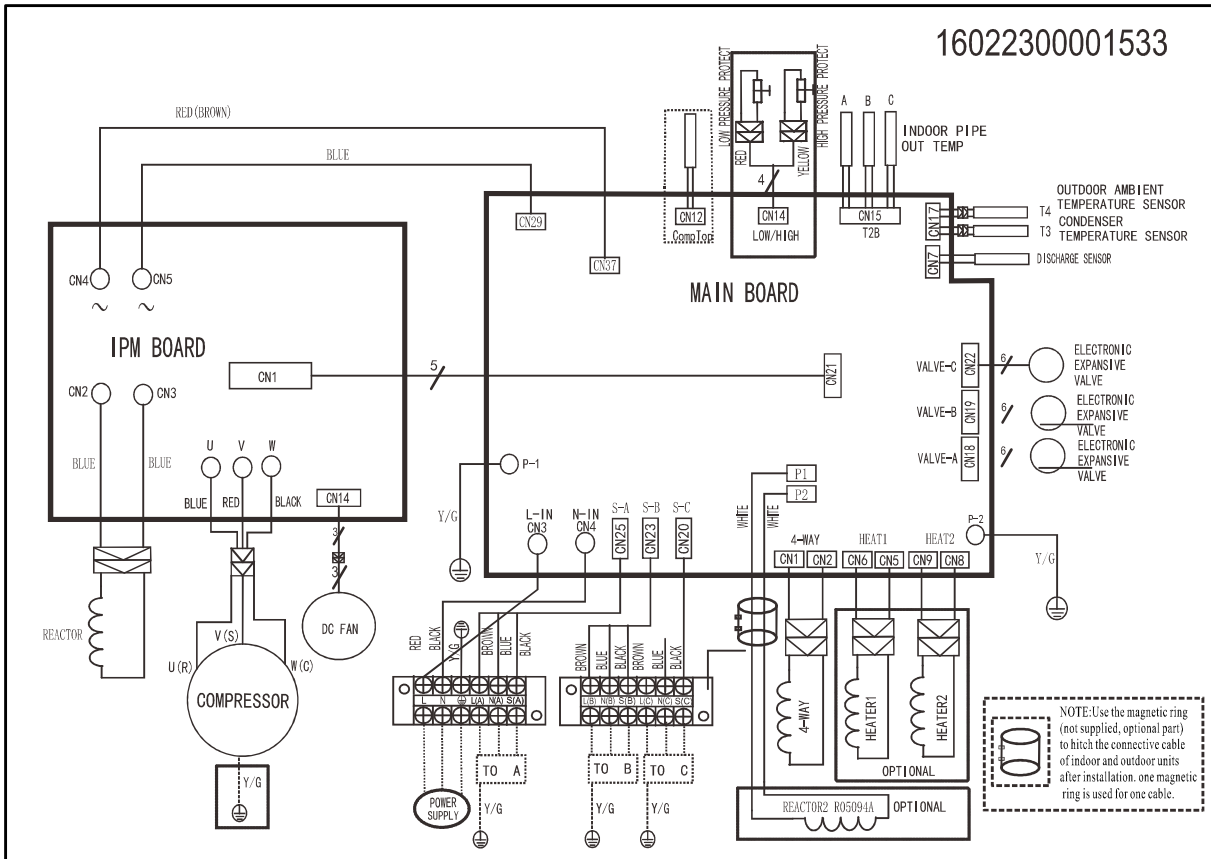 16022300001533
RED(BROWN)
BLUE
LOW PRESSURE PROTECT
HIGH PRESSURE PROTECT
RED
YELLOW
4
CN12
CompTop
CN14
LOW/HIGH
A B C
INDOOR PIPE
OUT TEMP
CN15
T2B
CN17
T4
OUTDOOR AMBIENT
TEMPERATURE SENSOR
T3
CONDENSER
TEMPERATURE SENSOR
CN7
DISCHARGE SENSOR
CN29
CN37
MAIN BOARD
CN4
CN5
~
~
IPM BOARD
CN1
5
CN21
CN2
CN3
BLUE
BLUE
U V W
BLUE
RED
BLACK
CN14
3
3
DC FAN
REACTOR
V(S)
U(R)
W(C)
COMPRESSOR
Y/G
VALVE-C
CN22
6
ELECTRONIC
EXPANSIVE
VALVE
VALVE-B
CN19
6
ELECTRONIC
EXPANSIVE
VALVE
VALVE-A
CN18
6
ELECTRONIC
EXPANSIVE
VALVE
P-1
Y/G
L-IN
CN3
N-IN
CN4
S-A
CN25
S-B
CN23
S-C
CN20
P1
P2
WHITE
WHITE
4-WAY
CN1
CN2
HEAT1
CN6
CN5
HEAT2
CN9
CN8
P-2
Y/G
RED
BLACK
Y/G
BROWN
BLUE
BLACK
L N L(A) N(A) S(A)
BROWN
BLUE
BLACK
BROWN
BLUE
BLACK
L(B) N(B) S(B) L(C) N(C) S(C)
TO A
TO B
TO C
POWER
SUPPLY
Y/G
Y/G
Y/G
4-WAY
HEATER1
HEATER2
OPTIONAL
REACTOR2 R05094A
OPTIONAL
NOTE:Use the magnetic ring
(not supplied, optional part)
to hitch the connective cable
of indoor and outdoor units
after installation. one magnetic
ring is used for one cable.